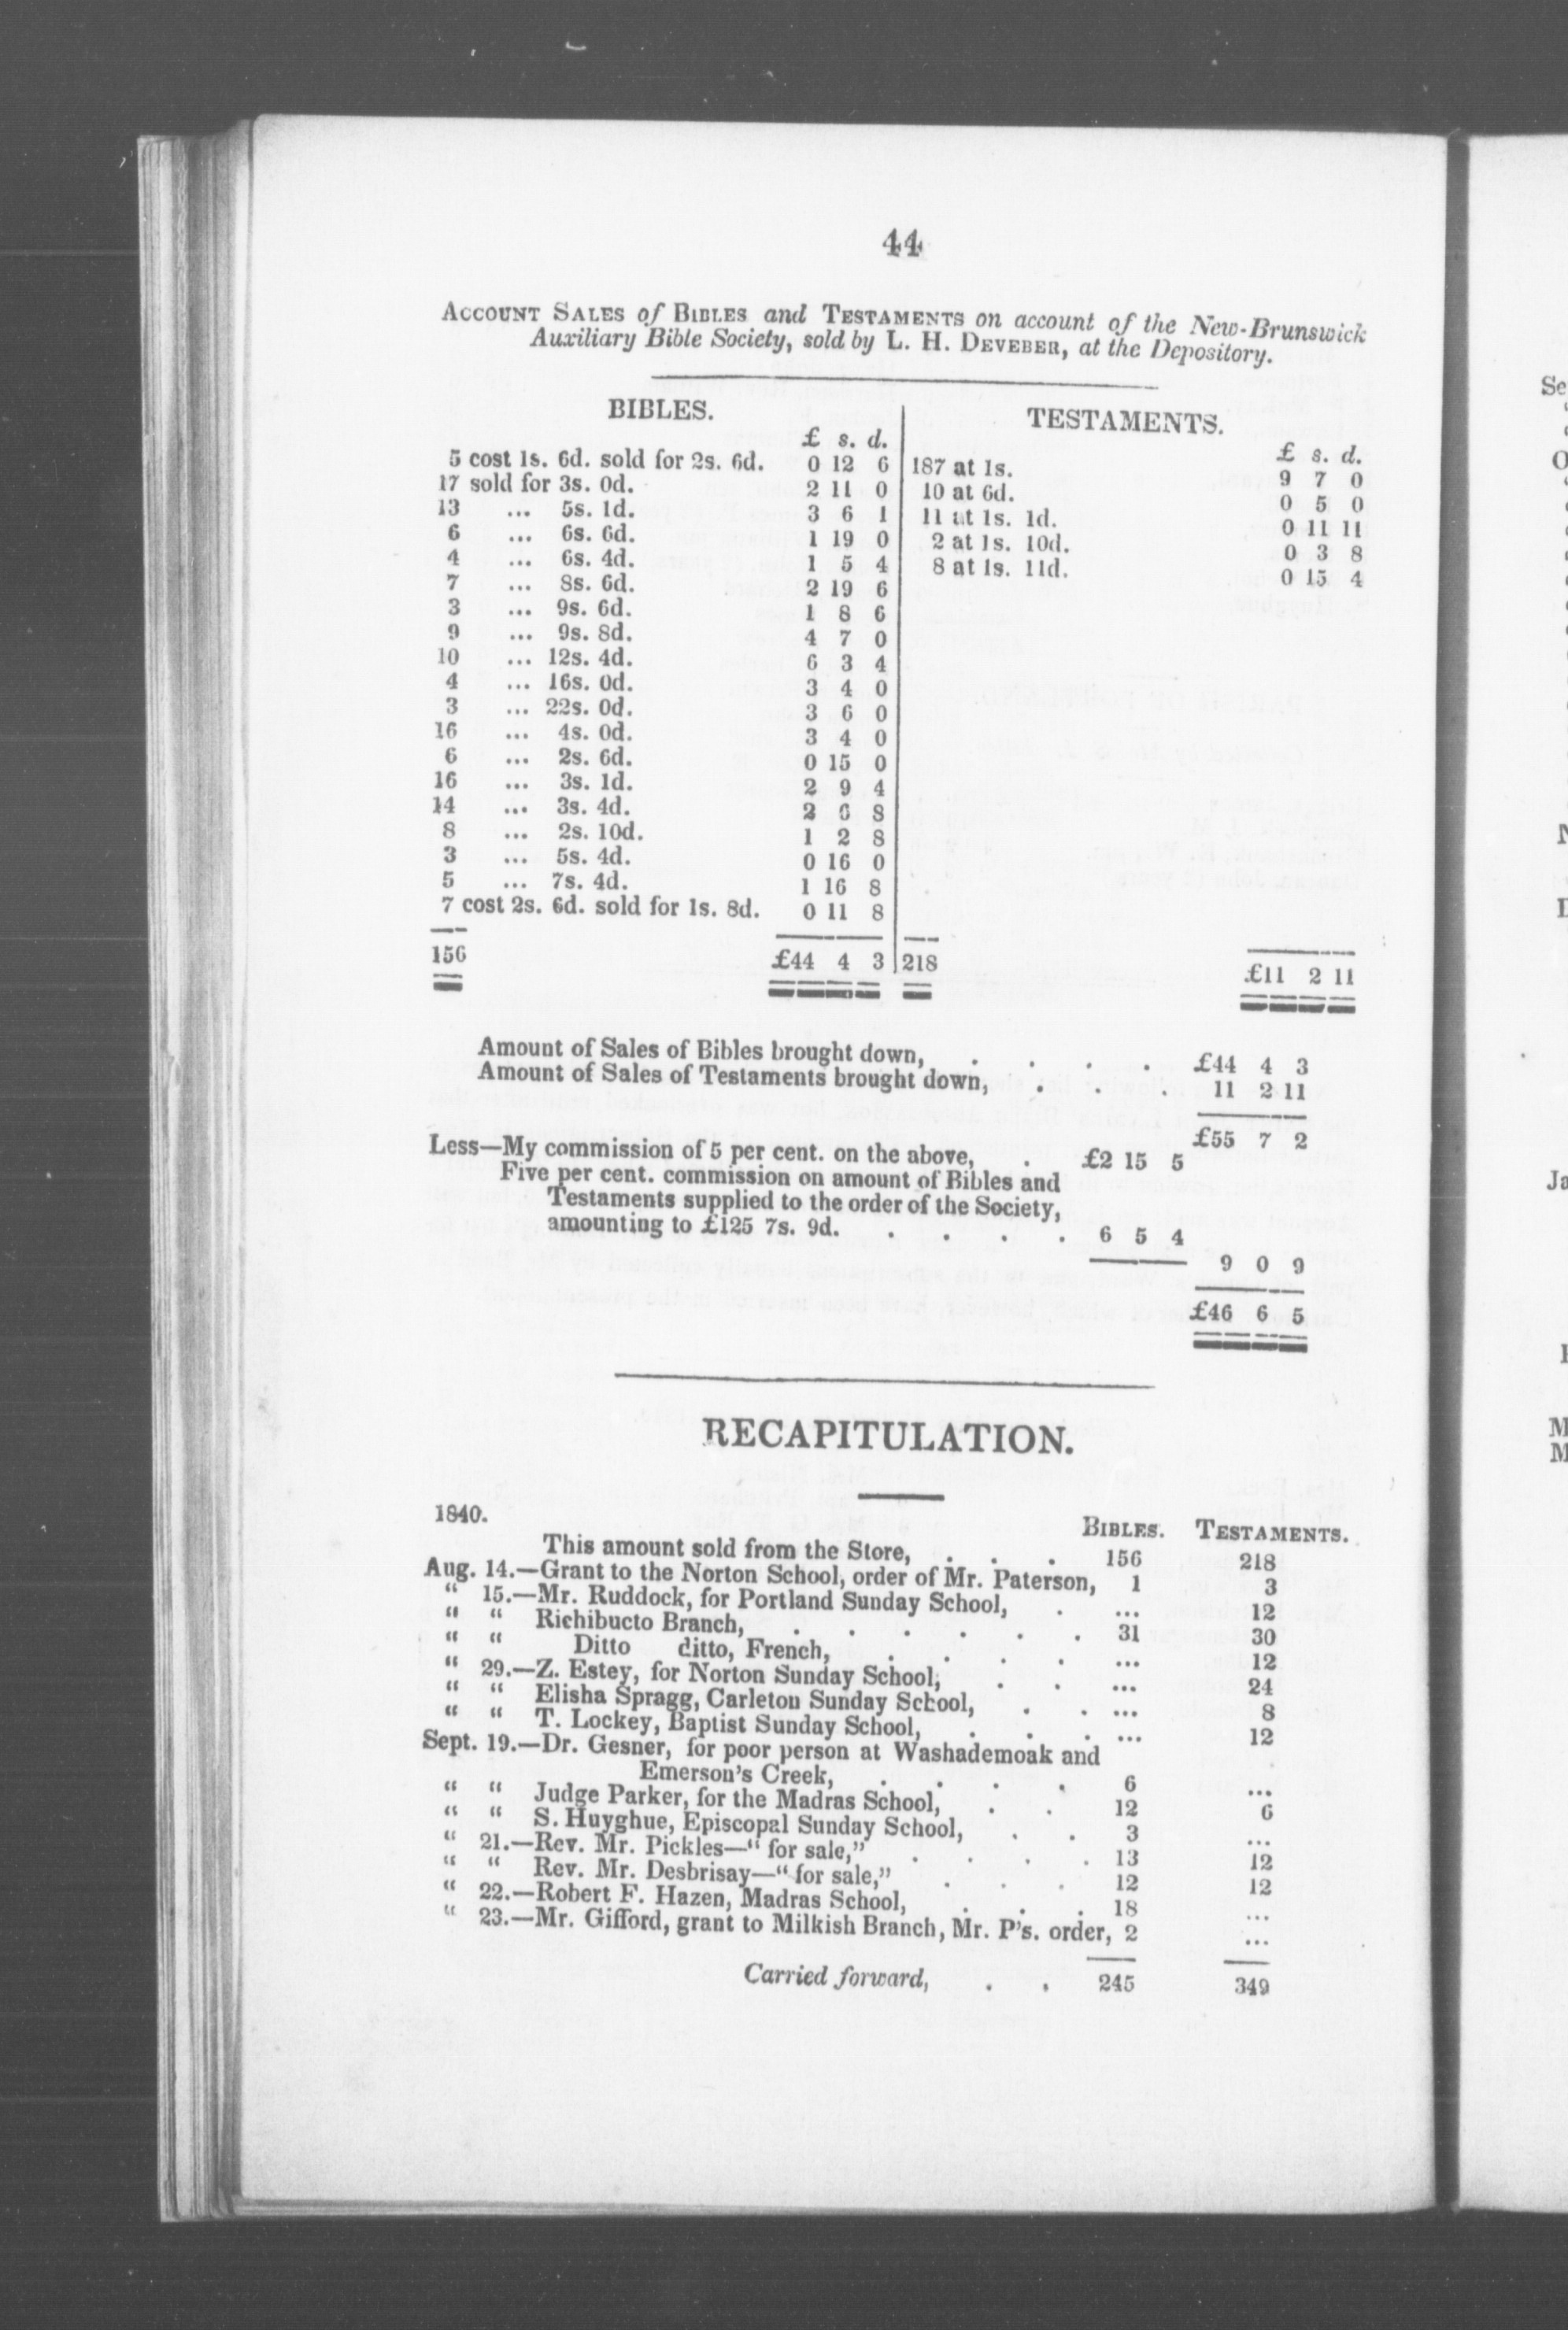 44
ACCOUNT SALES of BIBLES and TESTAMENTS on account of the New-Brunswick
Auxiliary Bible Society, sold by L. H. DEVEBER, at the Depository.
BIBLES.
£ s. d.
5 cost 1s. 6d. sold for 2s. 6d. 0 12 6
17 sold for 3s. 0d. 2 11 0
13 ... 5s. 1d. 3 6 1
6 ... 6s. 6d. 1 19 0
4 ... 6s. 4d. 1 5 4
7 ... 8s. 6d. 2 19 6
3 ... 9s. 6d. 1 8 6
9 ... 9s. 8d. 4 7 0
10 ... 12s. 4d. 6 3 4
4 ... 16s. 0d. 3 4 0
3 ... 22s. 0d. 3 6 0
16 ... 4s. 0d. 3 4 0
6 ... 2s. 6d. 0 15 0
16 ... 3s. 1d. 2 9 4
14 ... 3s. 4d. 2 6 8
8 ... 2s. 10d. 1 2 8
3 ... 5s. 4d. 0 16 0
5 ... 7s. 4d. 1 16 8
7 cost 2s. 6d. sold for 1s. 8d. 0 11 8
156 £44 4 3
TESTAMENTS.
£ s. d.
187 at 1s. 9 7 0
10 at 6d. 0 5 0
11 at 1s. 1d. 0 11 11
2 at 1s. 10d. 0 3 8
8 at 1s. 11d. 0 15 4
218 £11 2 11
Amount of Sales of Bibles brought down, . . . . £44 4 3
Amount of Sales of Testaments brought down, . . . 11 2 11
£55 7 2
Less—My commission of 5 per cent. on the above, . £2 15 5
Five per cent. commission on amount of Bibles and
Testaments supplied to the order of the Society,
amounting to £125 7s. 9d. . . . . 6 5 4
9 0 9
£46 6 5
RECAPITULATION.
1840. BIBLES. TESTAMENTS.
This amount sold from the Store, . . . 156 218
Aug. 14.—Grant to the Norton School, order of Mr. Paterson, 1 3
" 15.—Mr. Ruddock, for Portland Sunday School, . ... 12
" " Richibucto Branch, . . . . . . 31 30
" " Ditto ditto, French, . . . . ... 12
" 29.—Z. Estey, for Norton Sunday School, . . ... 24
" " Elisha Spragg, Carleton Sunday School, . . ... 8
" " T. Lockey, Baptist Sunday School, . . . ... 12
Sept. 19.—Dr. Gesner, for poor person at Washademoak and
Emerson's Creek, . . . . 6 ...
" " Judge Parker, for the Madras School, . . 12 6
" " S. Huyghue, Episcopal Sunday School, . . 3 ...
" 21.—Rev. Mr. Pickles—" for sale," . . . . 13 12
" " Rev. Mr. Desbrisay—" for sale," . . . 12 12
" 22.—Robert F. Hazen, Madras School, . . . 18 ...
" 23.—Mr. Gifford, grant to Milkish Branch, Mr. P's. order, 2 ...
Carried forward, . . 245 349